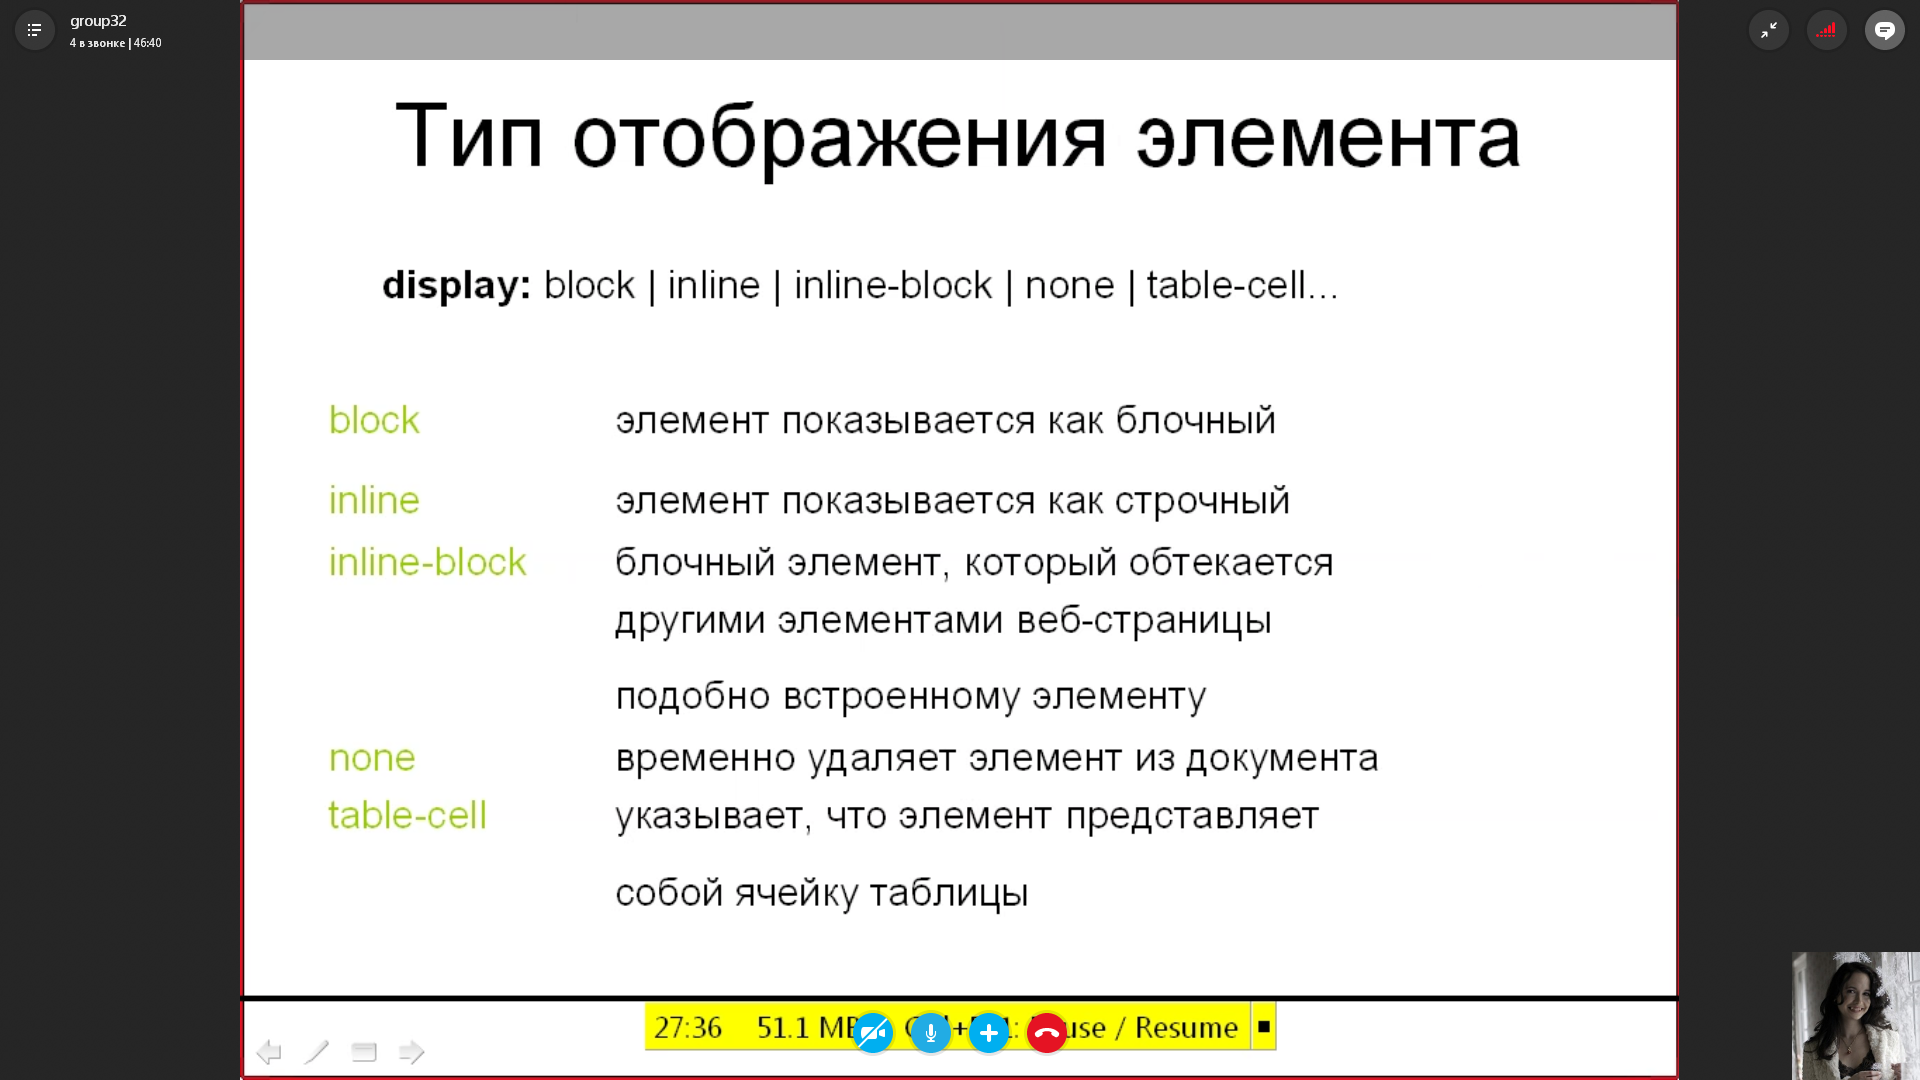 group32
4 в звонке | 46:40
Тип отображения элемента
display: block | inline | inline-block | none | table-cell...
block элемент показывается как блочный
inline элемент показывается как строчный
inline-block блочный элемент, который обтекается
другими элементами веб-страницы
подобно встроенному элементу
none временно удаляет элемент из документа
table-cell указывает, что элемент представляет
собой ячейку таблицы
27:36 51.1 MB / Resume